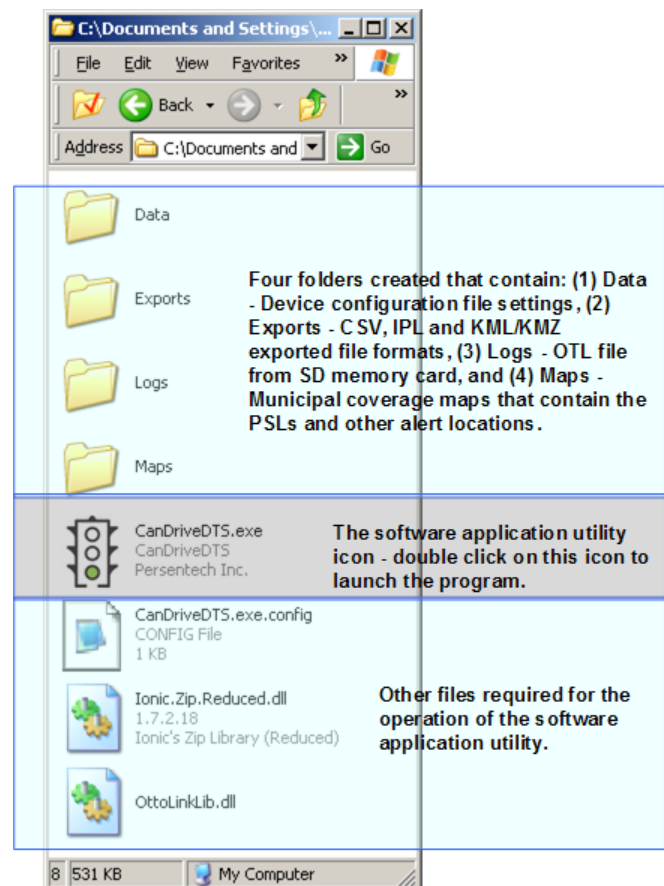 C:\Documents and Settings\...
File Edit View Favorites »
Back »
Address C:\Documents and Go
Data
Exports
Logs
Maps
Four folders created that contain: (1) Data
- Device configuration file settings, (2)
Exports - CSV, IPL and KML/KMZ
exported file formats, (3) Logs - OTL file
from SD memory card, and (4) Maps -
Municipal coverage maps that contain the
PSLs and other alert locations.
CanDriveDTS.exe
CanDriveDTS
Persentech Inc.
The software application utility
icon - double click on this icon to
launch the program.
CanDriveDTS.exe.config
CONFIG File
1 KB
Ionic.Zip.Reduced.dll
1.7.2.18
Ionic's Zip Library (Reduced)
OttoLinkLib.dll
Other files required for the
operation of the software
application utility.
8 531 KB My Computer